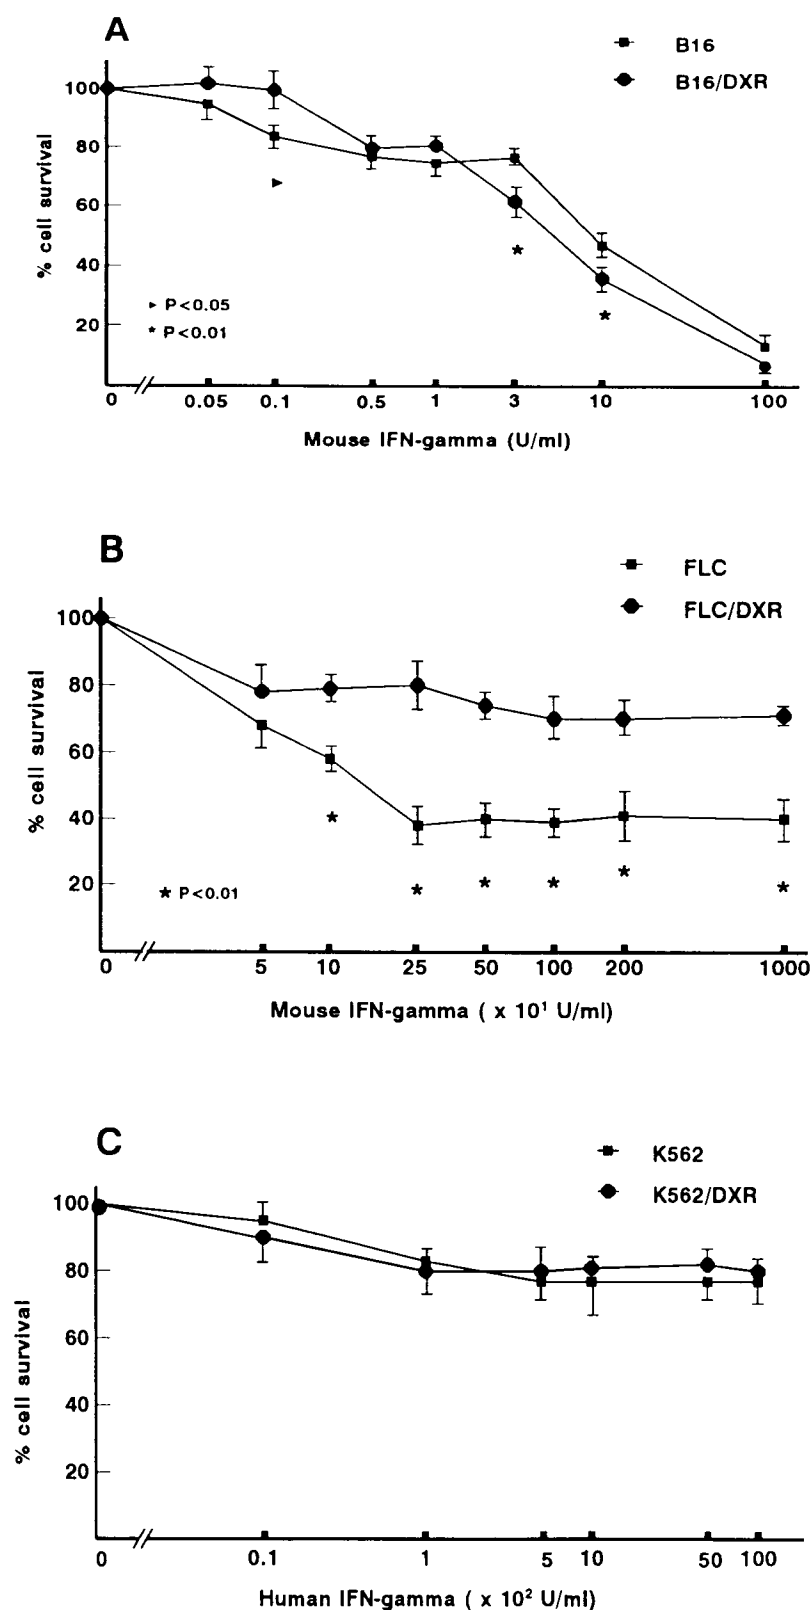 A
B16
B16/DXR
% cell survival
100
80
60
40
20
▸ P<0.05
* P<0.01
0 0.05 0.1 0.5 1 3 10 100
Mouse IFN-gamma (U/ml)
B
FLC
FLC/DXR
% cell survival
100
80
60
40
20
★ P<0.01
0 5 10 25 50 100 200 1000
Mouse IFN-gamma ( x 10¹ U/ml)
C
K562
K562/DXR
% cell survival
100
80
60
40
20
0 0.1 1 5 10 50 100
Human IFN-gamma ( x 10² U/ml)